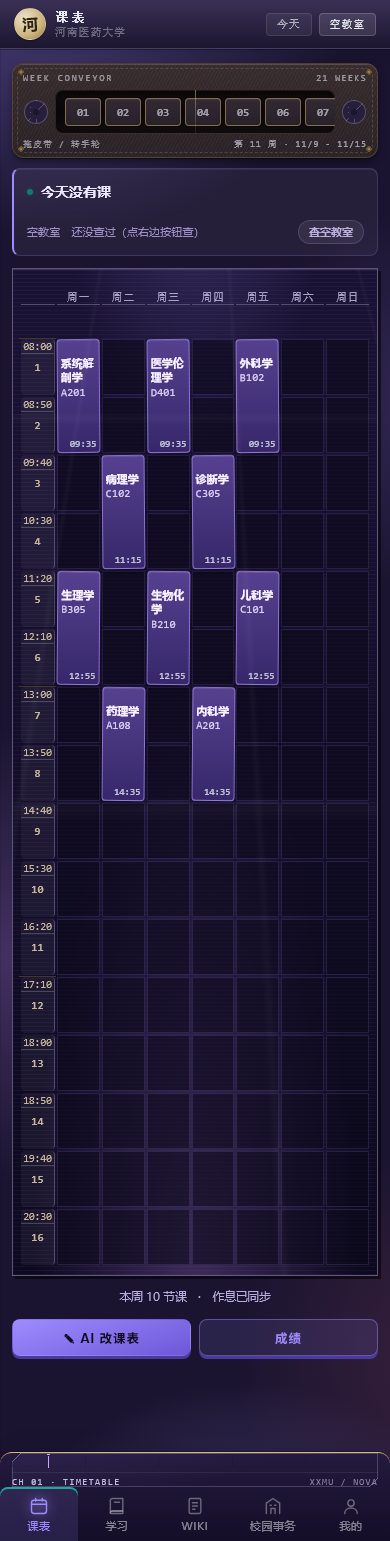 河
课表
河南医药大学
今天
空教室
WEEK CONVEYOR
21 WEEKS
01 02 03 04 05 06 07
拖皮带 / 转手轮
第 11 周 · 11/9 - 11/15
今天没有课
空教室 还没查过 (点右边按钮查)
查空教室
周一 周二 周三 周四 周五 周六 周日
08:00
1
系统解剖学
A201
09:35
医学伦理学
D401
09:35
外科学
B102
09:35
08:50
2
09:40
3
病理学
C102
11:15
诊断学
C305
11:15
10:30
4
11:20
5
生理学
B305
12:55
生物化学
B210
12:55
儿科学
C101
12:55
12:10
6
13:00
7
药理学
A108
14:35
内科学
A201
14:35
13:50
8
14:40
9
15:30
10
16:20
11
17:10
12
18:00
13
18:50
14
19:40
15
20:30
16
本周 10 节课 · 作息已同步
AI 改课表
成绩
CH 01 · TIMETABLE
XXMU / NOVA
课表
学习
WIKI
校园事务
我的